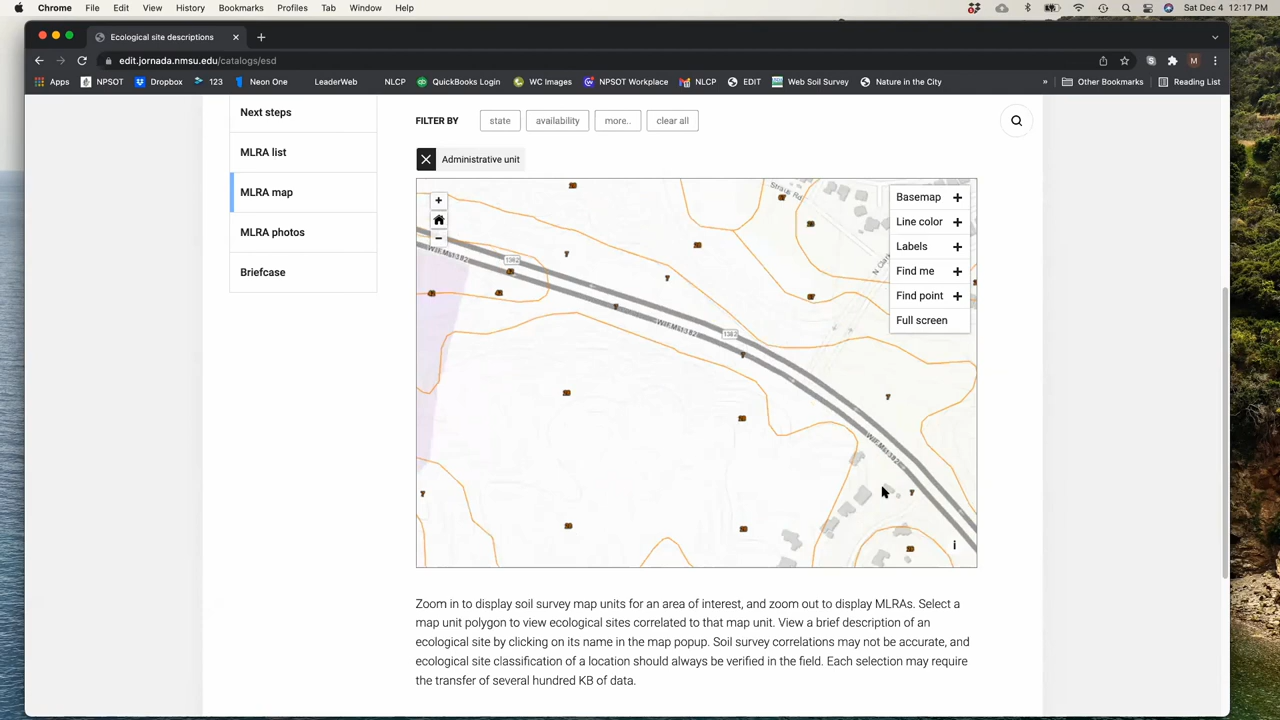 Chrome File Edit View History Bookmarks Profiles Tab Window Help Sat Dec 4 12:17 PM
Ecological site descriptions
edit.jornada.nmsu.edu/catalogs/esd
Apps NPSOT Dropbox 123 Neon One LeaderWeb NLCP QuickBooks Login WC Images NPSOT Workplace NLCP EDIT Web Soil Survey Nature in the City » Other Bookmarks Reading List
Next steps
MLRA list
MLRA map
MLRA photos
Briefcase
FILTER BY state availability more.. clear all
Administrative unit
Basemap +
Line color +
Labels +
Find me +
Find point +
Full screen
Zoom in to display soil survey map units for an area of interest, and zoom out to display MLRAs. Select a
map unit polygon to view ecological sites correlated to that map unit. View a brief description of an
ecological site by clicking on its name in the map popup. Soil survey correlations may not be accurate, and
ecological site classification of a location should always be verified in the field. Each selection may require
the transfer of several hundred KB of data.